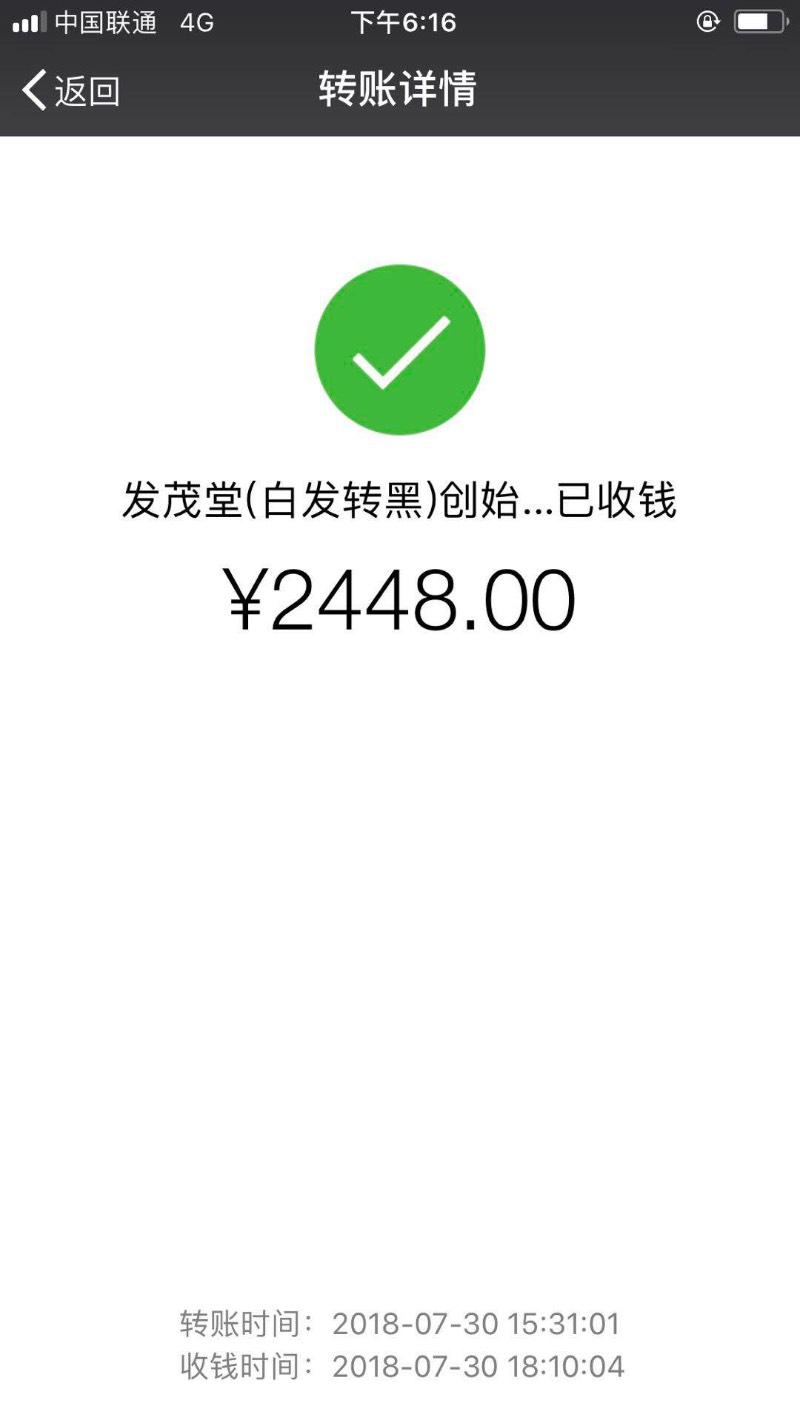 中国联通 4G 下午6:16
返回 转账详情
发茂堂(白发转黑)创始...已收钱
¥2448.00
转账时间：2018-07-30 15:31:01
收钱时间：2018-07-30 18:10:04